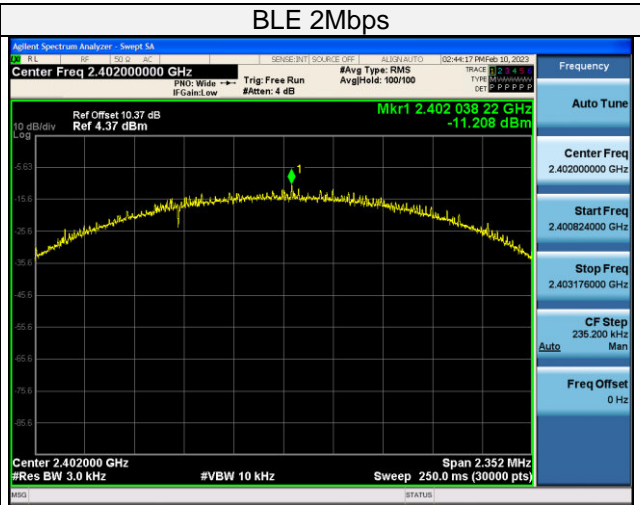 BLE 2Mbps
Agilent Spectrum Analyzer - Swept SA
RL RF 50 Ω AC SENSE:INT SOURCE OFF ALIGN AUTO 02:44:17 PM Feb 10, 2023
Center Freq 2.402000000 GHz
PNO: Wide
IFGain:Low
Trig: Free Run
#Atten: 4 dB
#Avg Type: RMS
Avg|Hold: 100/100
TRACE 1 2 3 4 5 6
TYPE M W W W W W
DET P P P P P P
Frequency
Ref Offset 10.37 dB
10 dB/div Ref 4.37 dBm
Log
Mkr1 2.402 038 22 GHz
-11.208 dBm
1
-5.63
-15.6
-25.6
-35.6
-45.6
-55.6
-65.6
-75.6
-85.6
Center 2.402000 GHz
#Res BW 3.0 kHz
#VBW 10 kHz
Span 2.352 MHz
Sweep 250.0 ms (30000 pts)
MSG
STATUS
Auto Tune
Center Freq
2.402000000 GHz
Start Freq
2.400824000 GHz
Stop Freq
2.403176000 GHz
CF Step
235.200 kHz
Auto Man
Freq Offset
0 Hz